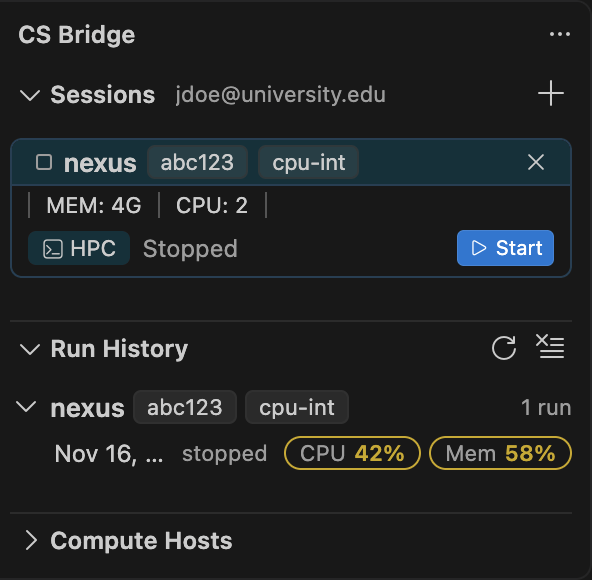 CS Bridge
Sessions jdoe@university.edu
nexus abc123 cpu-int
MEM: 4G CPU: 2
HPC Stopped Start
Run History
nexus abc123 cpu-int 1 run
Nov 16, ... stopped CPU 42% Mem 58%
Compute Hosts